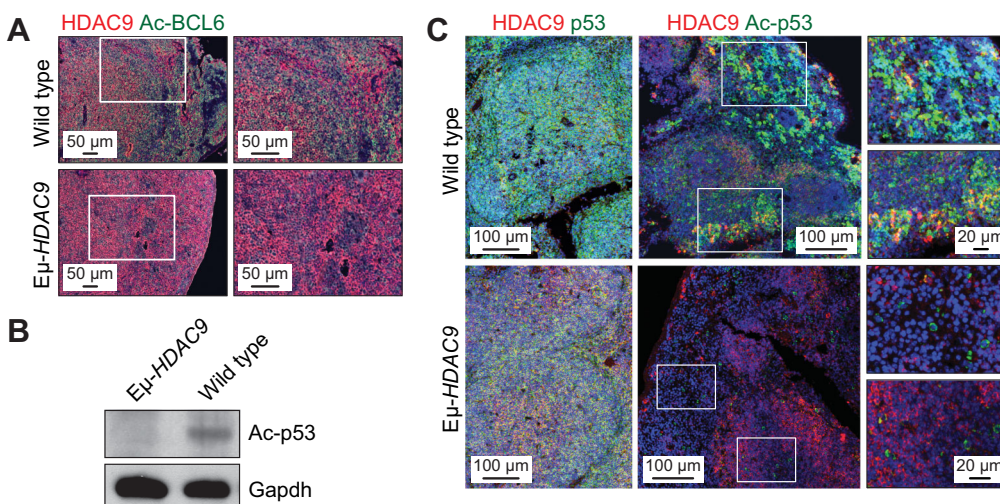 A
HDAC9 Ac-BCL6
Wild type
50 µm
50 µm
Eµ-HDAC9
50 µm
50 µm
B
Eµ-HDAC9
Wild type
Ac-p53
Gapdh
C
HDAC9 p53
HDAC9 Ac-p53
Wild type
100 µm
100 µm
20 µm
Eµ-HDAC9
100 µm
100 µm
20 µm